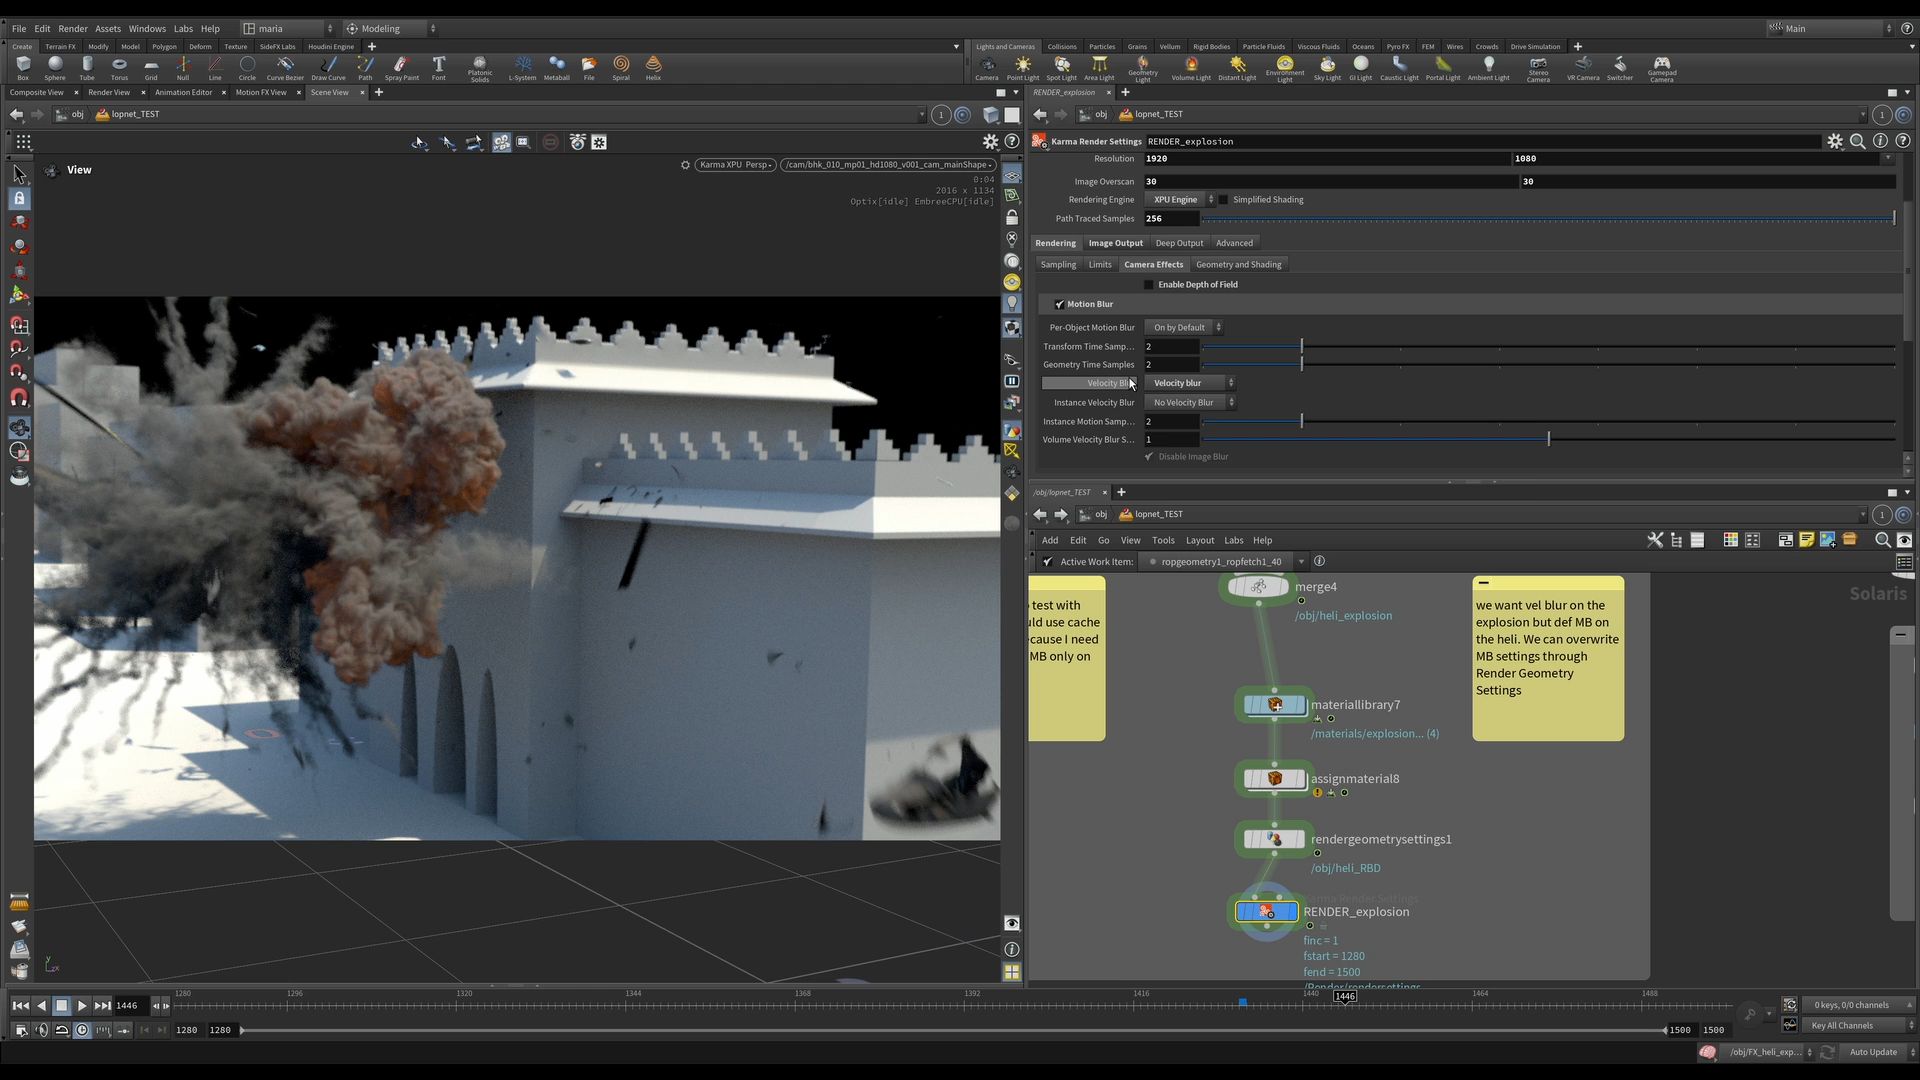 File Edit Render Assets Windows Labs Help maria Modeling Main
Create Terrain FX Modify Model Polygon Deform Texture SideFX Labs Houdini Engine
Lights and Cameras Collisions Particles Grains Vellum Rigid Bodies Particle Fluids Viscous Fluids Oceans Pyro FX FEM Wires Crowds Drive Simulation
Box Sphere Tube Torus Grid Null Line Circle Curve Bezier Draw Curve Path Spray Paint Font Platonic Solids L-System Metaball File Spiral Helix
Camera Point Light Spot Light Area Light Geometry Light Volume Light Distant Light Environment Light Sky Light GI Light Caustic Light Portal Light Ambient Light Stereo Camera VR Camera Switcher Gamepad Camera
Composite View Render View Animation Editor Motion FX View Scene View
obj lopnet_TEST 1
View
Karma XPU Persp /cam/bhk_010_mp01_hd1080_v001_cam_mainShape
0:04
2016 x 1134
Optix[idle] EmbreeCPU[idle]
RENDER_explosion
obj lopnet_TEST 1
Karma Render Settings RENDER_explosion
Resolution 1920 1080
Image Overscan 30 30
Rendering Engine XPU Engine Simplified Shading
Path Traced Samples 256
Rendering Image Output Deep Output Advanced
Sampling Limits Camera Effects Geometry and Shading
Enable Depth of Field
Motion Blur
Per-Object Motion Blur On by Default
Transform Time Samp... 2
Geometry Time Samples 2
Velocity Blur Velocity blur
Instance Velocity Blur No Velocity Blur
Instance Motion Samp... 2
Volume Velocity Blur S... 1
Disable Image Blur
/obj/lopnet_TEST
obj lopnet_TEST 1
Add Edit Go View Tools Layout Labs Help
Active Work Item: ropgeometry1_ropfetch1_40
Solaris
test with
use cache
cause I need
MB only on
merge4
/obj/heli_explosion
materiallibrary7
/materials/explosion... (4)
assignmaterial8
rendergeometrysettings1
/obj/heli_RBD
Karma Render Settings
RENDER_explosion
finc = 1
fstart = 1280
fend = 1500
/Render/rendersettings
we want vel blur on the
explosion but def MB on
the heli. We can overwrite
MB settings through
Render Geometry
Settings
1446 1280 1296 1320 1344 1368 1392 1416 1440 1446 1464 1488
0 keys, 0/0 channels
1280 1280 1500 1500 Key All Channels
/obj/FX_heli_exp... Auto Update